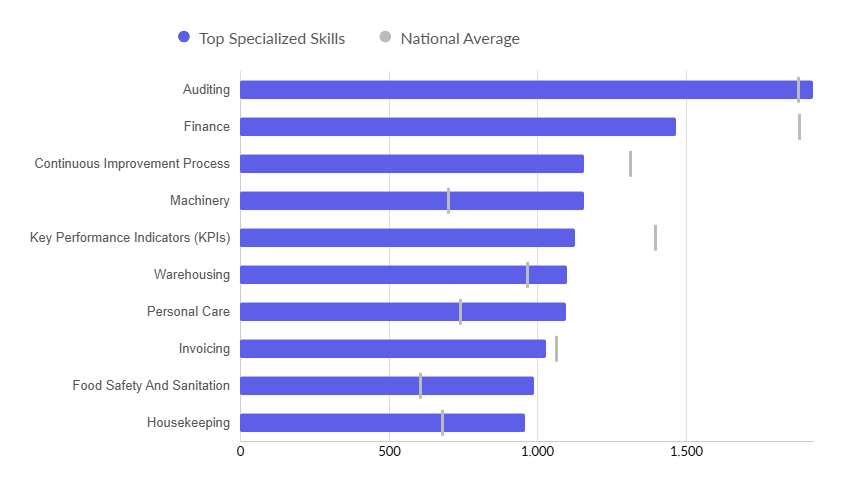 Top Specialized Skills
National Average
Auditing
Finance
Continuous Improvement Process
Machinery
Key Performance Indicators (KPIs)
Warehousing
Personal Care
Invoicing
Food Safety And Sanitation
Housekeeping
0 500 1.000 1.500